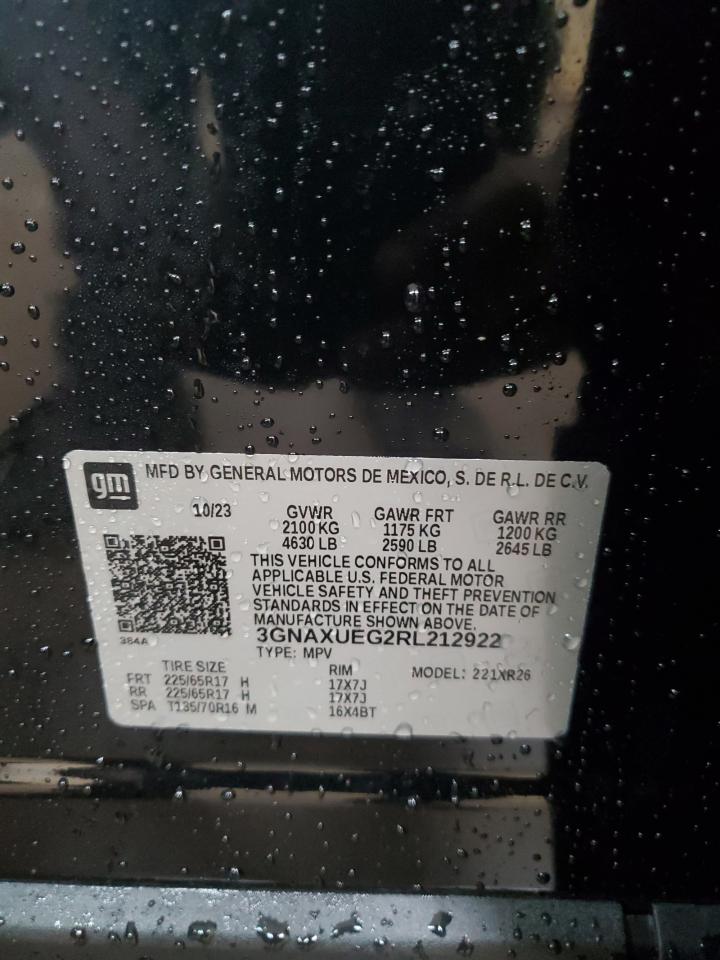 gm MFD BY GENERAL MOTORS DE MEXICO, S. DE R.L. DE C.V.
10/23 GVWR GAWR FRT GAWR RR
2100 KG 1175 KG 1200 KG
4630 LB 2590 LB 2645 LB
THIS VEHICLE CONFORMS TO ALL
APPLICABLE U.S. FEDERAL MOTOR
VEHICLE SAFETY AND THEFT PREVENTION
STANDARDS IN EFFECT ON THE DATE OF
MANUFACTURE SHOWN ABOVE.
384A 3GNAXUEG2RL212922
TYPE: MPV
TIRE SIZE RIM MODEL: 221XR26
FRT 225/65R17 H 17X7J
RR 225/65R17 H 17X7J
SPA T135/70R16 M 16X4BT